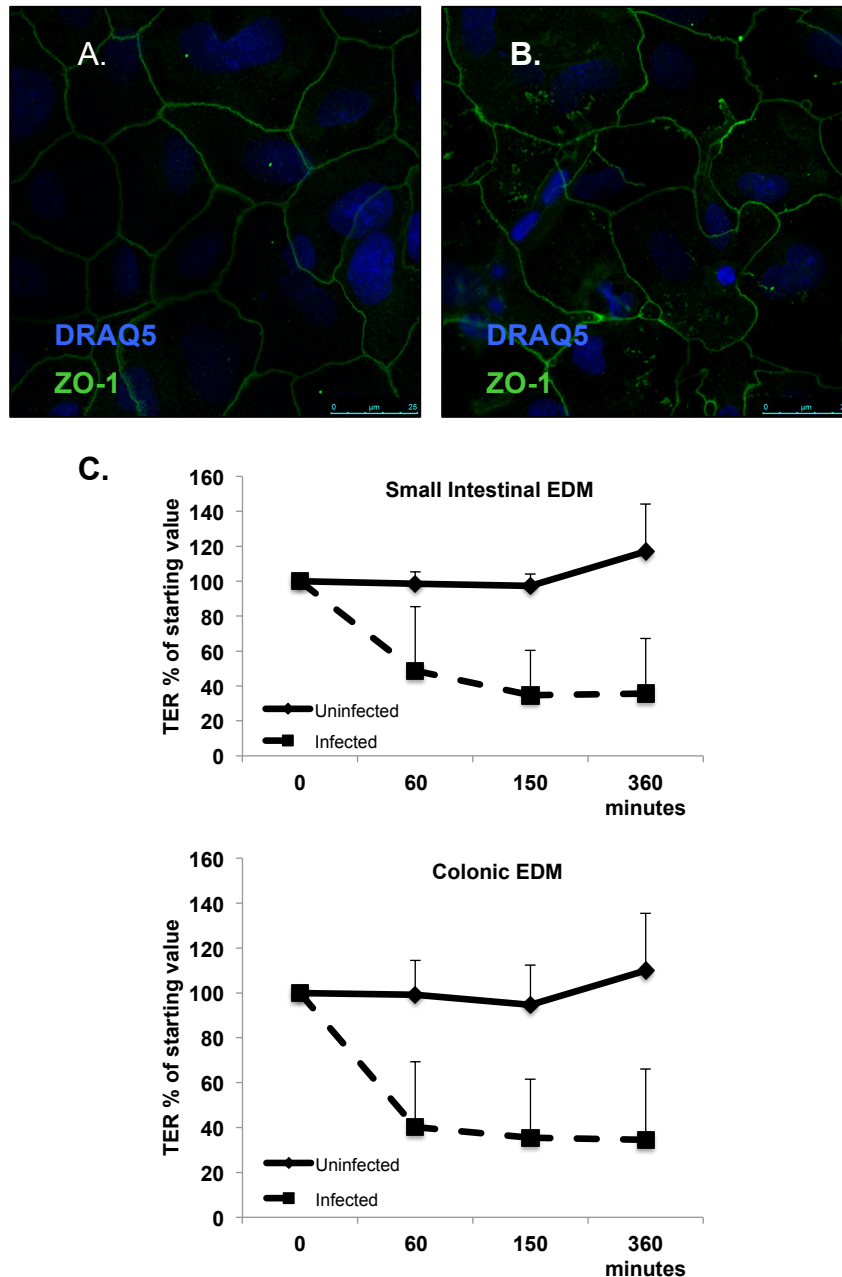 A.
DRAQ5
ZO-1
0 µm 25
B.
DRAQ5
ZO-1
0 µm
C.
Small Intestinal EDM
TER % of starting value
160
140
120
100
80
60
40
20
0
Uninfected
Infected
0 60 150 360
minutes
Colonic EDM
TER % of starting value
160
140
120
100
80
60
40
20
0
Uninfected
Infected
0 60 150 360
minutes